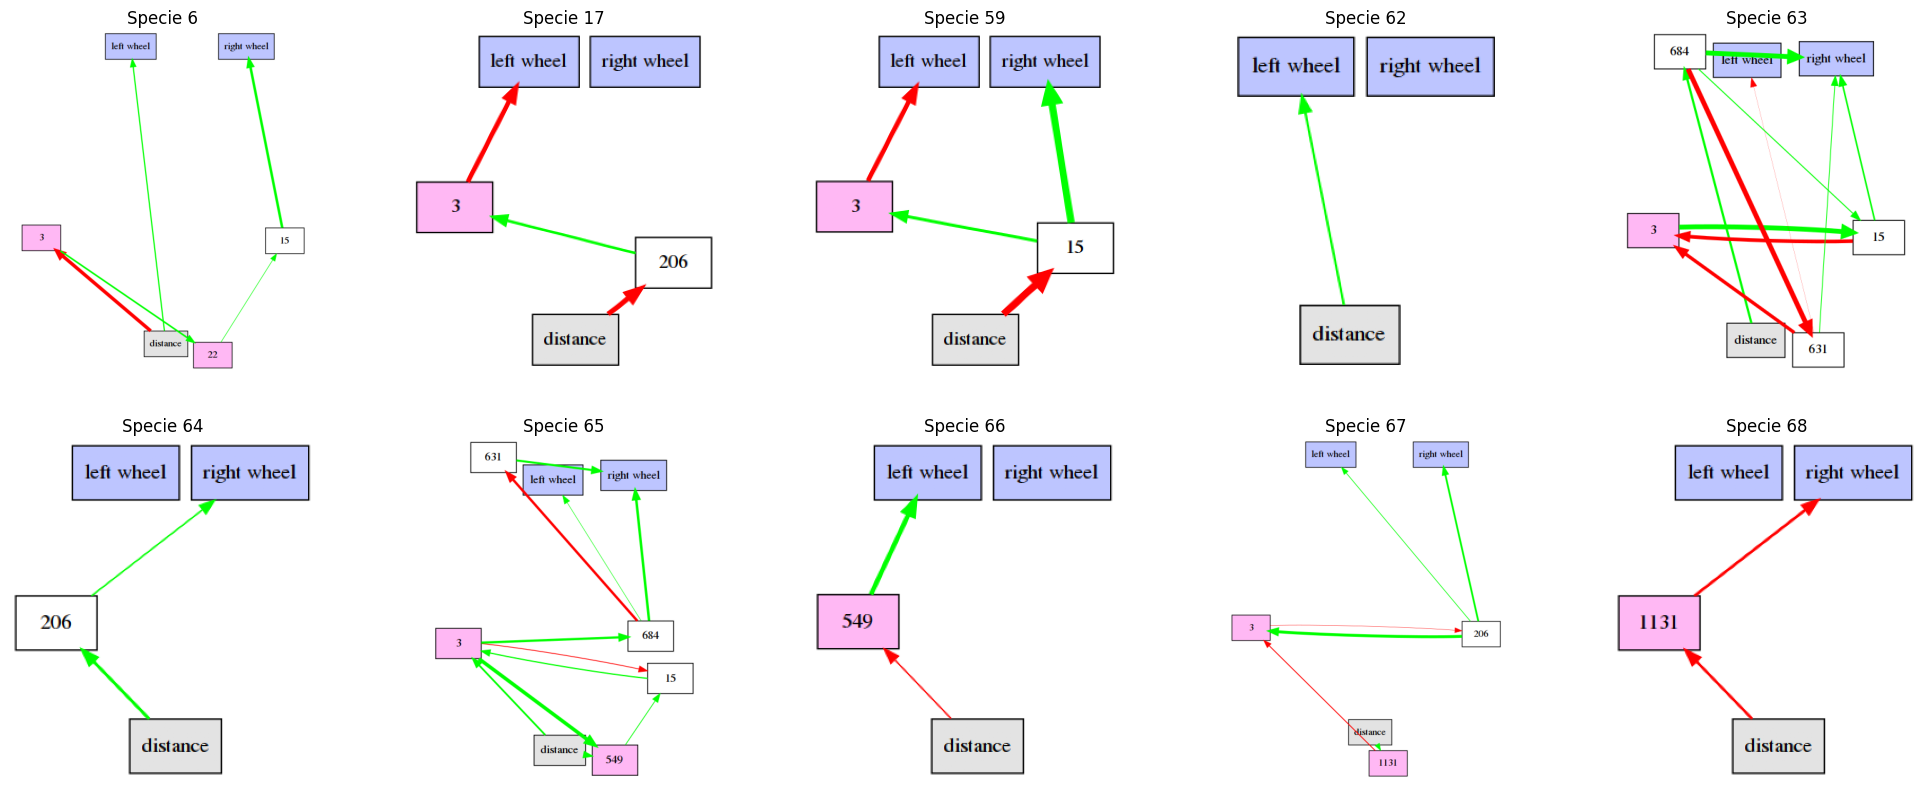 Specie 6
left wheel
right wheel
3
15
distance
22
Specie 17
left wheel
right wheel
3
206
distance
Specie 59
left wheel
right wheel
3
15
distance
Specie 62
left wheel
right wheel
distance
Specie 63
684
left wheel
right wheel
3
15
distance
631
Specie 64
left wheel
right wheel
206
distance
Specie 65
631
left wheel
right wheel
684
3
15
distance
549
Specie 66
left wheel
right wheel
549
distance
Specie 67
left wheel
right wheel
3
206
distance
1131
Specie 68
left wheel
right wheel
1131
distance